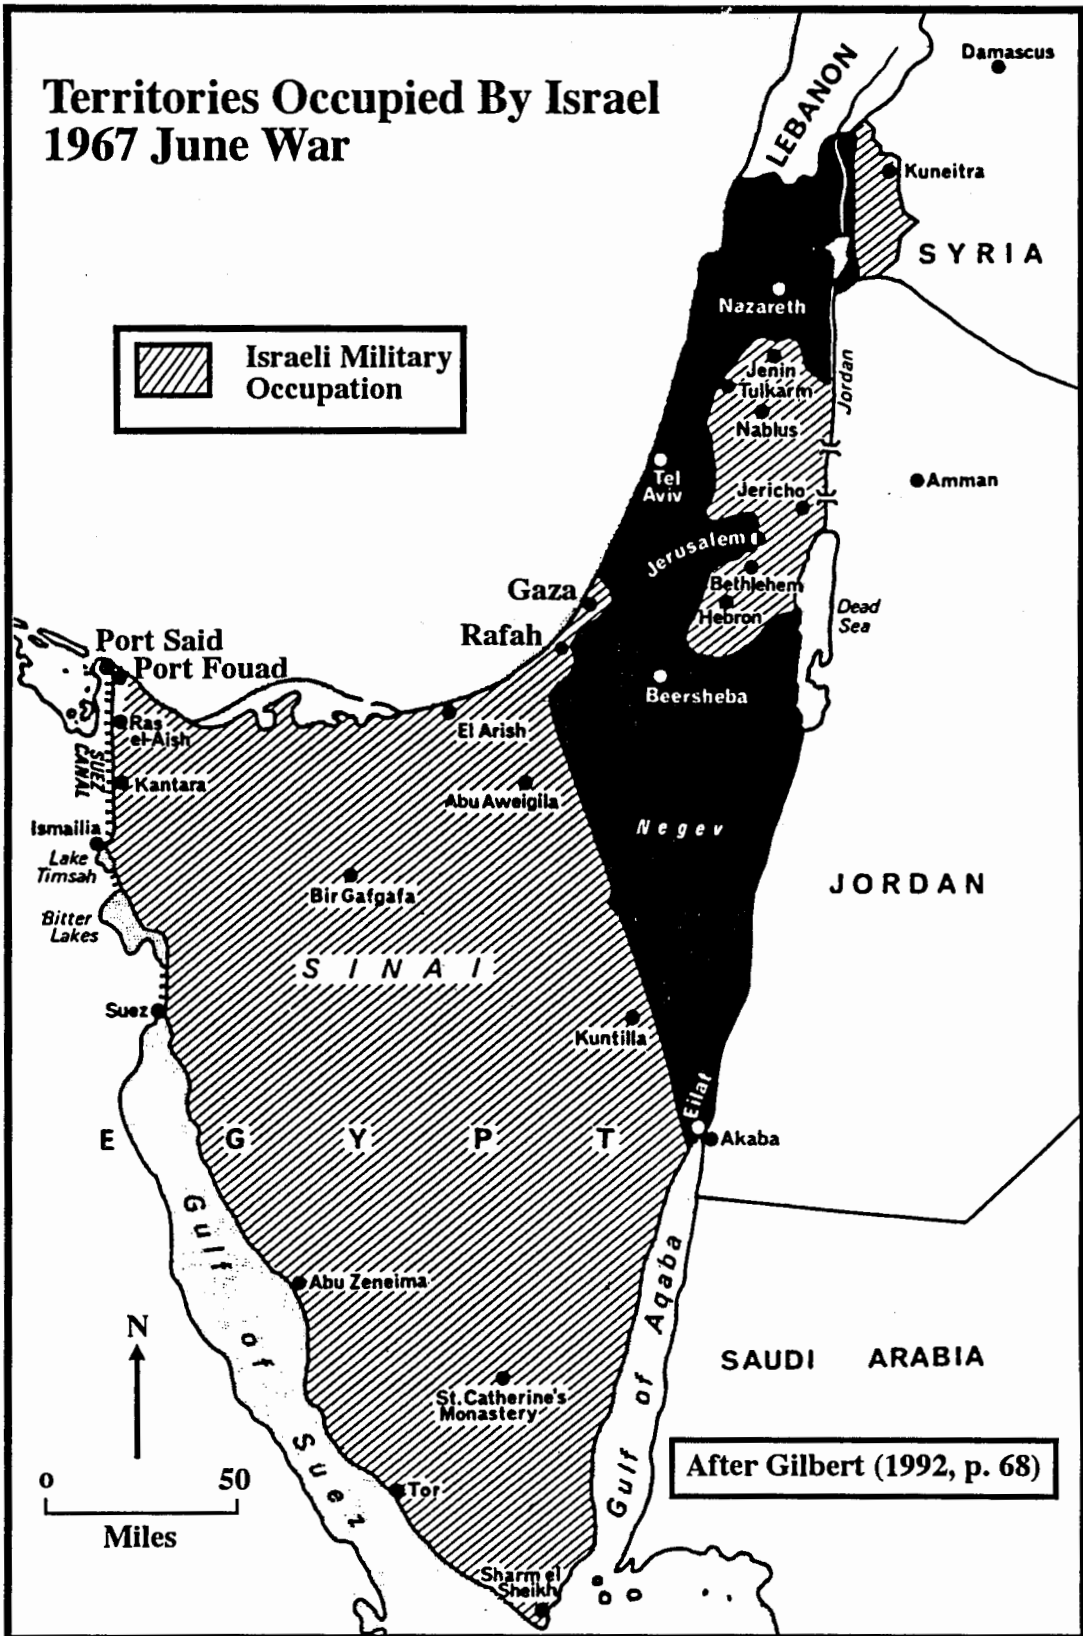 Territories Occupied By Israel
1967 June War
Israeli Military
Occupation
LEBANON
Damascus
Kuneitra
SYRIA
Nazareth
Jenin
Tulkarm
Nablus
Jordan
Tel
Aviv
Jericho
Amman
Jerusalem
Bethlehem
Hebron
Dead
Sea
Gaza
Rafah
Port Said
Port Fouad
Beersheba
Ras
el-Aish
El Arish
SUEZ
CANAL
Kantara
Abu Aweigila
Ismailia
Negev
Lake
Timsah
Bir Gafgafa
JORDAN
Bitter
Lakes
SINAI
Suez
Kuntilla
Eilat
Akaba
EGYPT
Gulf of Suez
Gulf of Aqaba
Abu Zeneima
N
SAUDI ARABIA
St. Catherine's
Monastery
After Gilbert (1992, p. 68)
0 50
Miles
Tor
Sharm el
Sheikh